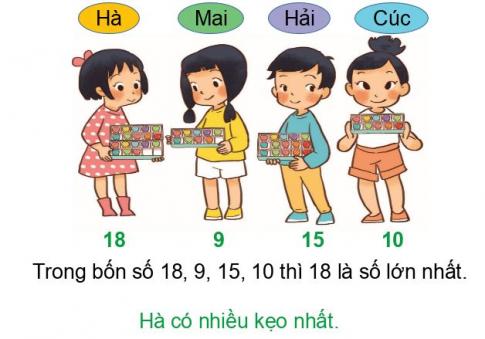 Hà Mai Hải Cúc
18 9 15 10
Trong bốn số 18, 9, 15, 10 thì 18 là số lớn nhất.
Hà có nhiều kẹo nhất.